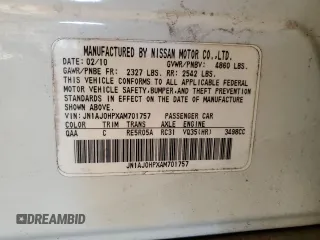 MANUFACTURED BY NISSAN MOTOR CO.,LTD.
DATE: 02/10 GVWR/PNBV: 4860 LBS.
GAWR/PNBE FR: 2327 LBS. RR: 2542 LBS.
THIS VEHICLE CONFORMS TO ALL APPLICABLE FEDERAL
MOTOR VEHICLE SAFETY,BUMPER,AND THEFT PREVENTION
STANDARDS IN EFFECT ON THE DATE OF MANUFACTURE
SHOWN ABOVE.
VIN: JN1AJ0HPXAM701757 PASSENGER CAR
COLOR TRIM TRANS AXLE ENGINE
QAA C RE5R05A RC31 VQ35(HR) 3498CC
JN1AJ0HPXAM701757
DREAMBID